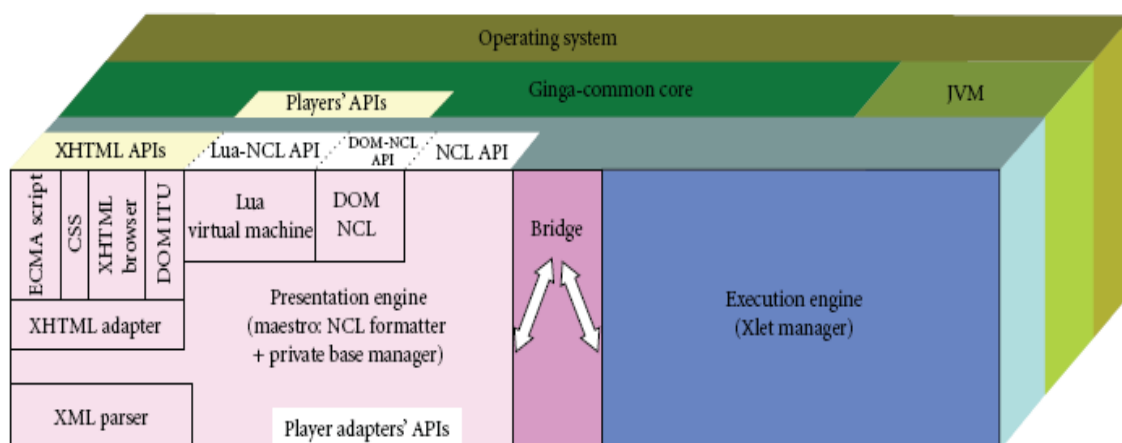 Operating system
Ginga-common core
JVM
Players' APIs
XHTML APIs
Lua-NCL API
DOM-NCL
API
NCL API
ECMA script
CSS
XHTML
browser
DOM ITU
Lua
virtual machine
DOM
NCL
Bridge
XHTML adapter
Presentation engine
(maestro: NCL formatter
+ private base manager)
Execution engine
(Xlet manager)
XML parser
Player adapters' APIs